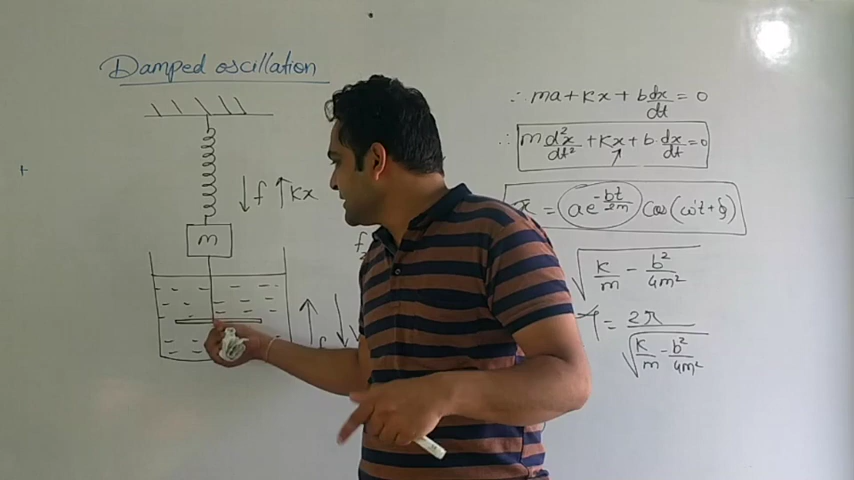 Damped oscillation
f Kx
m
f
∴ ma + Kx + b dx/dt = 0
∴ m d²x/dt² + Kx + b · dx/dt = 0
x = a e^(-bt/2m) cos(ω't + ξ)
√(K/m - b²/4m²)
T = 2π / √(K/m - b²/4m²)